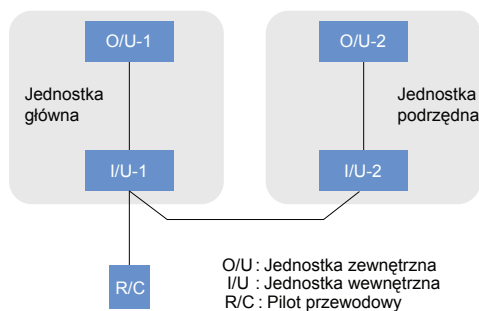 O/U-1
O/U-2
Jednostka
główna
Jednostka
podrzędna
I/U-1
I/U-2
R/C
O/U : Jednostka zewnętrzna
I/U : Jednostka wewnętrzna
R/C : Pilot przewodowy